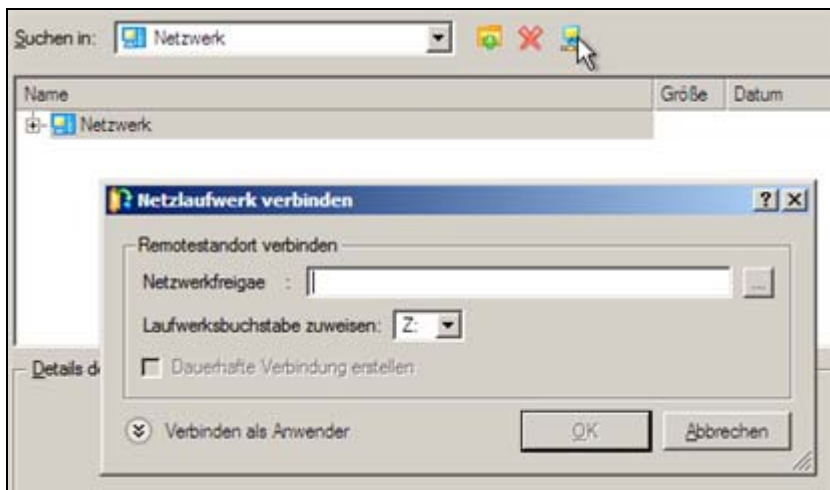 Suchen in: Netzwerk
Name Größe Datum
Netzwerk
Netzlaufwerk verbinden
Remotestandort verbinden
Netzwerkfreigae :
Laufwerksbuchstabe zuweisen: Z:
Details d
Dauerhafte Verbindung erstellen
Verbinden als Anwender OK Abbrechen